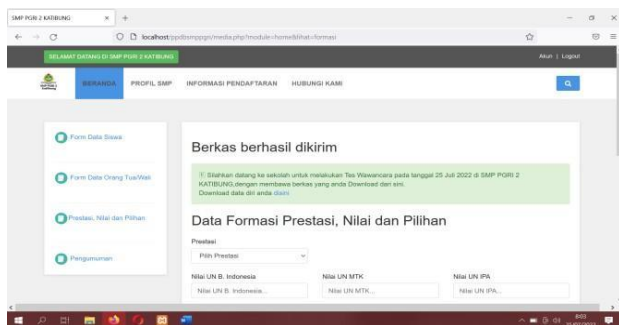 SMP PGRI 2 KATIBUNG
localhost/ppdbsmppgri/media.php?module=home&lihat=formasi
SELAMAT DATANG DI SMP PGRI 2 KATIBUNG
Akun | Logout
BERANDA PROFIL SMP INFORMASI PENDAFTARAN HUBUNGI KAMI
Form Data Siswa
Form Data Orang Tua/Wali
Prestasi, Nilai dan Pilihan
Pengumuman
Berkas berhasil dikirim
Silahkan datang ke sekolah untuk melakukan Tes Wawancara pada tanggal 25 Juli 2022 di SMP PGRI 2
KATIBUNG,dengan membawa berkas yang anda Download dari sini.
Download data diri anda disini
Data Formasi Prestasi, Nilai dan Pilihan
Prestasi
Pilih Prestasi
Nilai UN B. Indonesia Nilai UN MTK Nilai UN IPA
Nilai UN B. Indonesia... Nilai UN MTK... Nilai UN IPA...
8:03